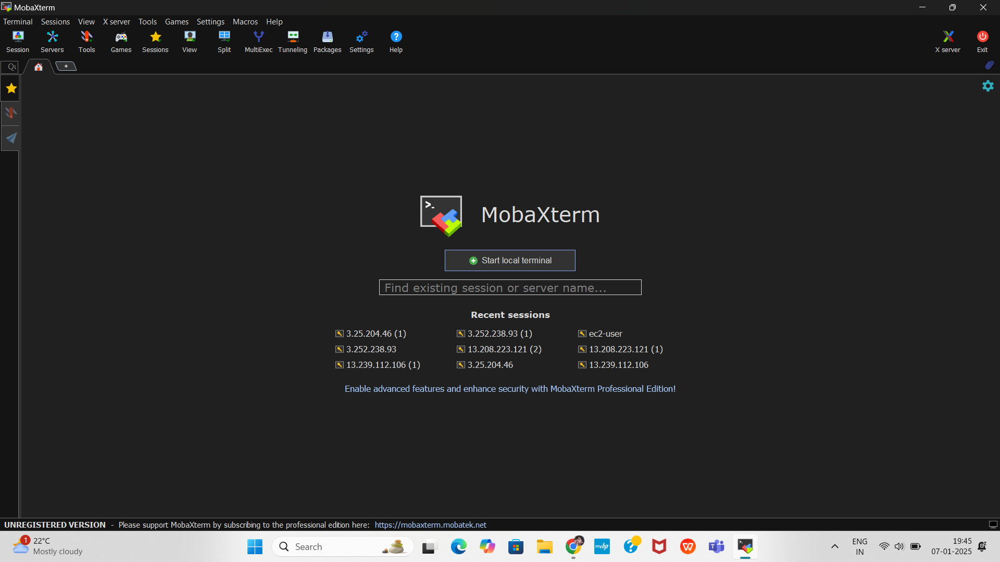 MobaXterm
Terminal Sessions View X server Tools Games Settings Macros Help
Session Servers Tools Games Sessions View Split MultiExec Tunneling Packages Settings Help X server Exit
Qu
>_ MobaXterm
Start local terminal
Find existing session or server name...
Recent sessions
3.25.204.46 (1) 3.252.238.93 (1) ec2-user
3.252.238.93 13.208.223.121 (2) 13.208.223.121 (1)
13.239.112.106 (1) 3.25.204.46 13.239.112.106
Enable advanced features and enhance security with MobaXterm Professional Edition!
UNREGISTERED VERSION - Please support MobaXterm by subscribing to the professional edition here: https://mobaxterm.mobatek.net
1 22°C
Mostly cloudy
Search
myhp
ENG
IN
19:45
07-01-2025